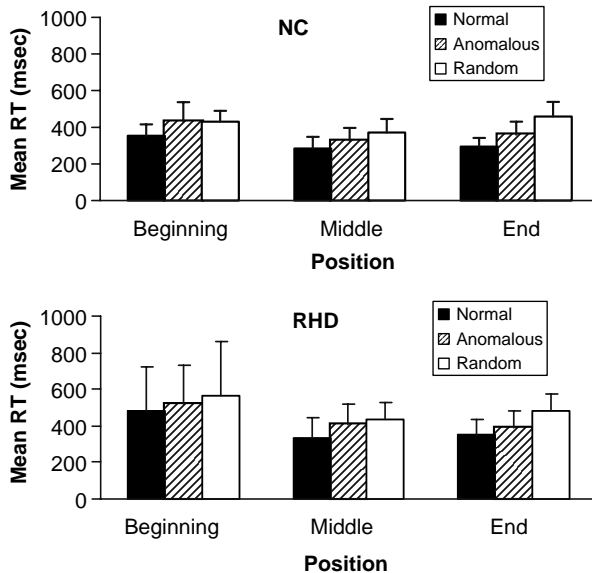 NC
Normal
Anomalous
Random
Mean RT (msec)
1000
800
600
400
200
0
Beginning Middle End
Position
RHD
Normal
Anomalous
Random
Mean RT (msec)
1000
800
600
400
200
0
Beginning Middle End
Position